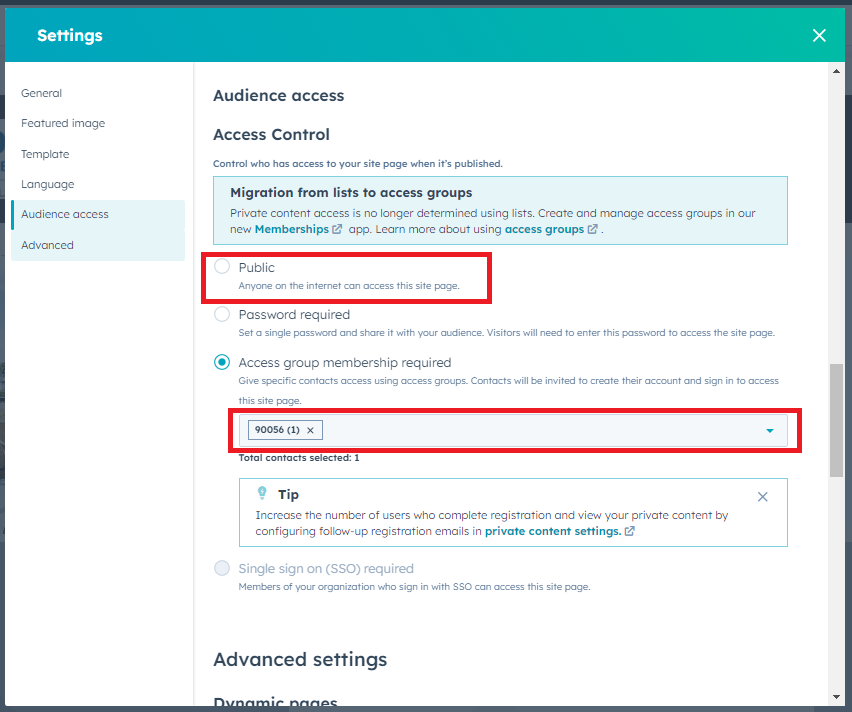 Settings
General
Featured image
Template
Language
Audience access
Advanced
Audience access
Access Control
Control who has access to your site page when it's published.
Migration from lists to access groups
Private content access is no longer determined using lists. Create and manage access groups in our
new Memberships app. Learn more about using access groups .
Public
Anyone on the internet can access this site page.
Password required
Set a single password and share it with your audience. Visitors will need to enter this password to access the site page.
Access group membership required
Give specific contacts access using access groups. Contacts will be invited to create their account and sign in to access
this site page.
90056 (1)
Total contacts selected: 1
Tip
Increase the number of users who complete registration and view your private content by
configuring follow-up registration emails in private content settings.
Single sign on (SSO) required
Members of your organization who sign in with SSO can access this site page.
Advanced settings
Dynamic pages